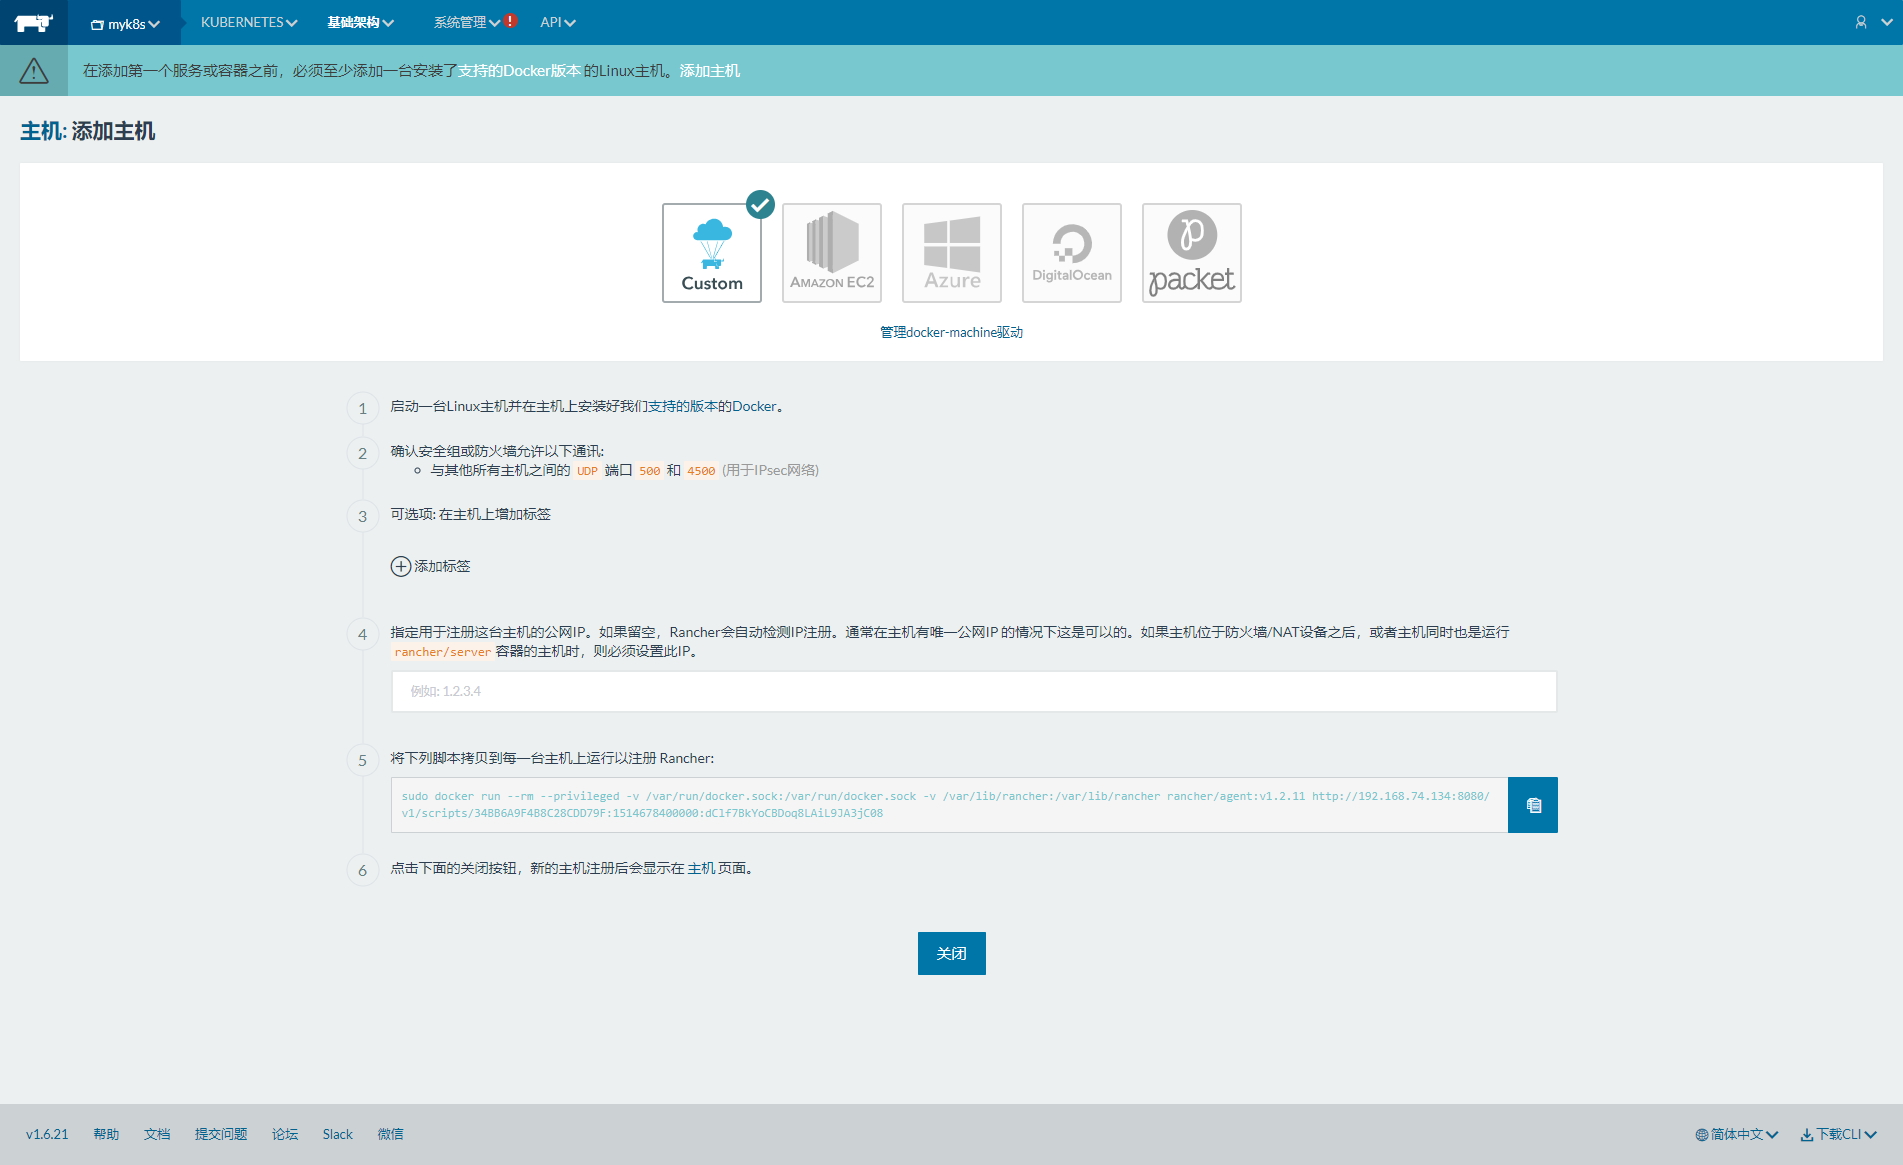 myk8s KUBERNETES 基础架构 系统管理 ! API
在添加第一个服务或容器之前，必须至少添加一台安装了支持的Docker版本 的Linux主机。 添加主机
主机: 添加主机
Custom AMAZON EC2 Azure DigitalOcean packet
管理docker-machine驱动
1 启动一台Linux主机并在主机上安装好我们支持的版本的Docker。
2 确认安全组或防火墙允许以下通讯:
与其他所有主机之间的 UDP 端口 500 和 4500 (用于IPsec网络)
3 可选项: 在主机上增加标签
添加标签
4 指定用于注册这台主机的公网IP。如果留空，Rancher会自动检测IP注册。通常在主机有唯一公网IP 的情况下这是可以的。如果主机位于防火墙/NAT设备之后，或者主机同时也是运行
rancher/server 容器的主机时，则必须设置此IP。
例如: 1.2.3.4
5 将下列脚本拷贝到每一台主机上运行以注册 Rancher:
sudo docker run --rm --privileged -v /var/run/docker.sock:/var/run/docker.sock -v /var/lib/rancher:/var/lib/rancher rancher/agent:v1.2.11 http://192.168.74.134:8080/
v1/scripts/34BB6A9F4B8C28CDD79F:1514678400000:dClf7BkYoCBDoq8LAiL9JA3jC08
6 点击下面的关闭按钮，新的主机注册后会显示在 主机 页面。
关闭
v1.6.21 帮助 文档 提交问题 论坛 Slack 微信 简体中文 下载CLI